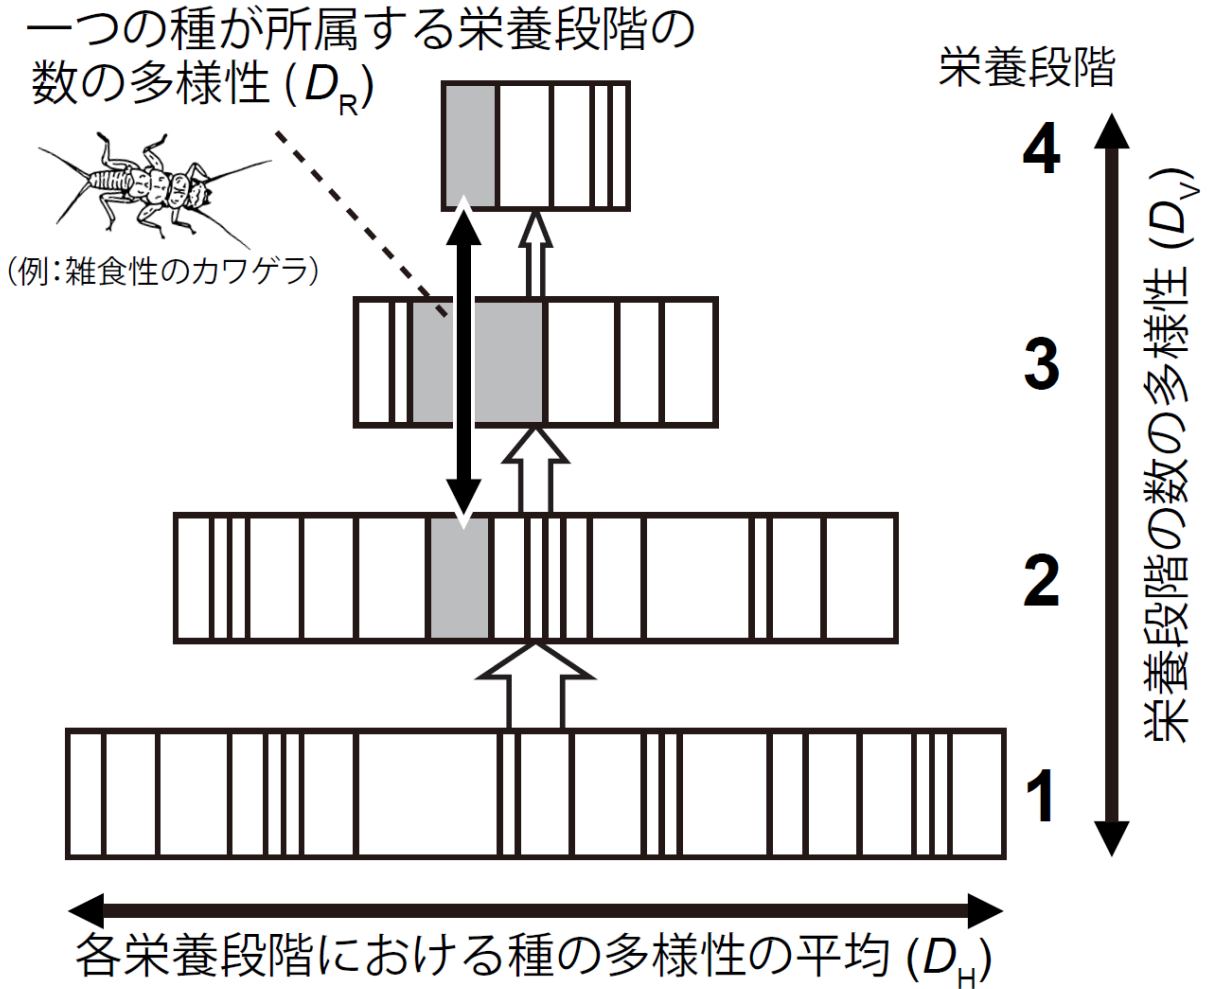 一つの種が所属する栄養段階の
数の多様性 (DR)
(例：雑食性のカワゲラ)
栄養段階
4
3
2
1
栄養段階の数の多様性 (DV)
各栄養段階における種の多様性の平均 (DH)